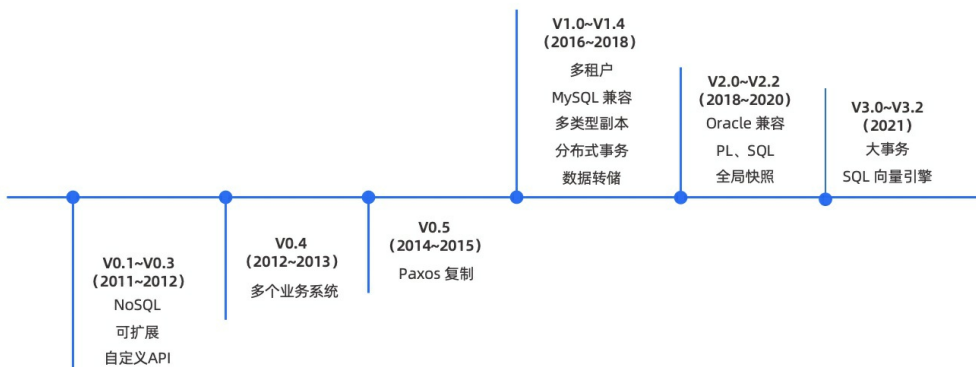 V0.1~V0.3
（2011~2012）
NoSQL
可扩展
自定义API
V0.4
（2012~2013）
多个业务系统
V0.5
（2014~2015）
Paxos 复制
V1.0~V1.4
（2016~2018）
多租户
MySQL 兼容
多类型副本
分布式事务
数据转储
V2.0~V2.2
（2018~2020）
Oracle 兼容
PL、SQL
全局快照
V3.0~V3.2
（2021）
大事务
SQL 向量引擎